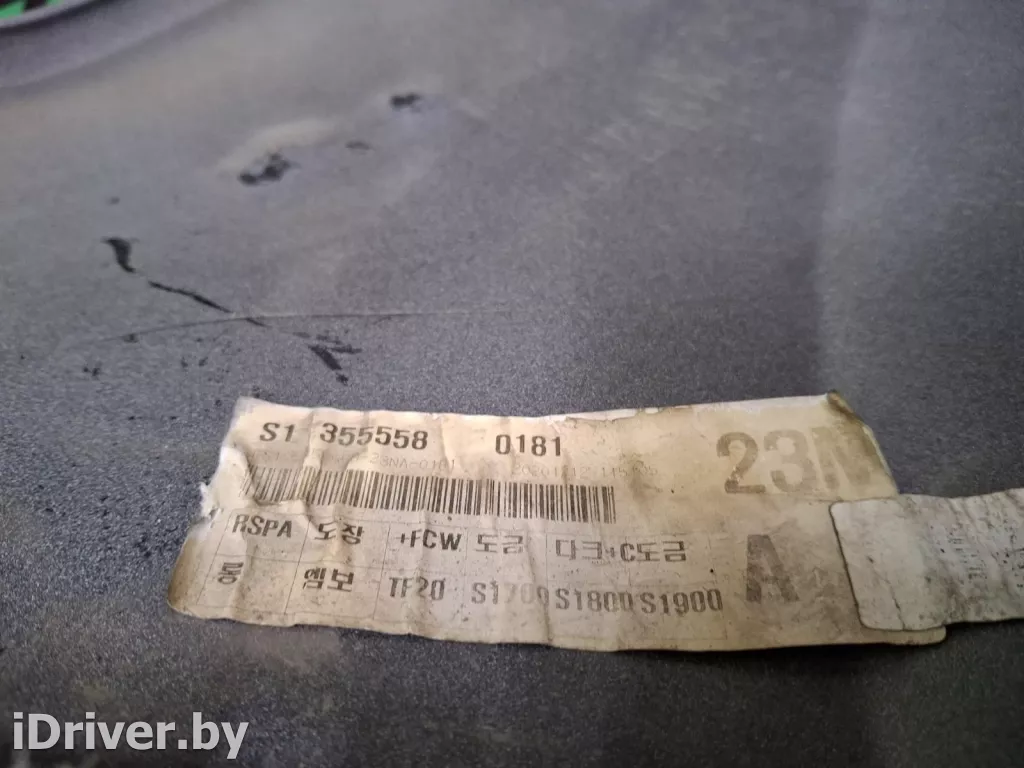 S1 355558 0181 23N
RSPA 도장 +FCW 도금 다크+C도금 A
엠보 TF20 S1700 S1800 S1900
iDriver.by